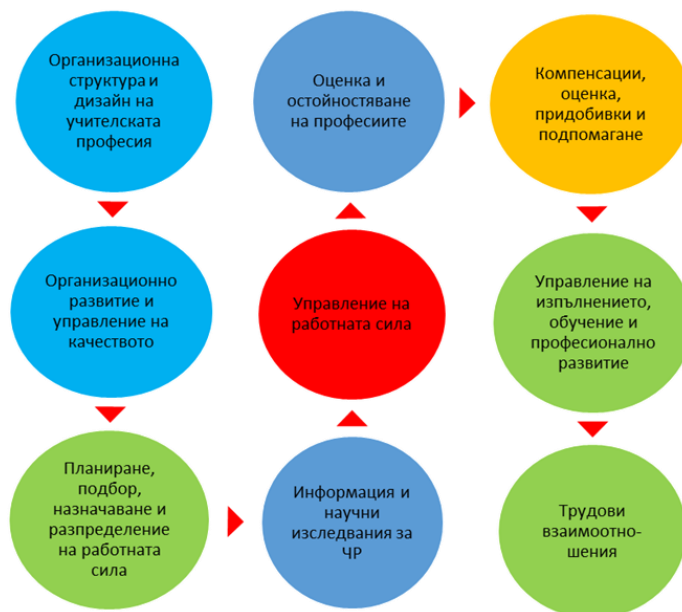 Организационна
структура и
дизайн на
учителската
професия
Организационно
развитие и
управление на
качеството
Планиране,
подбор,
назначаване и
разпределение
на работната
сила
Информация и
научни
изследвания за
ЧР
Управление на
работната сила
Оценка и
остойностяване
на професиите
Компенсации,
оценка,
придобивки и
подпомагане
Управление на
изпълнението,
обучение и
професионално
развитие
Трудови
взаимоотно-
шения